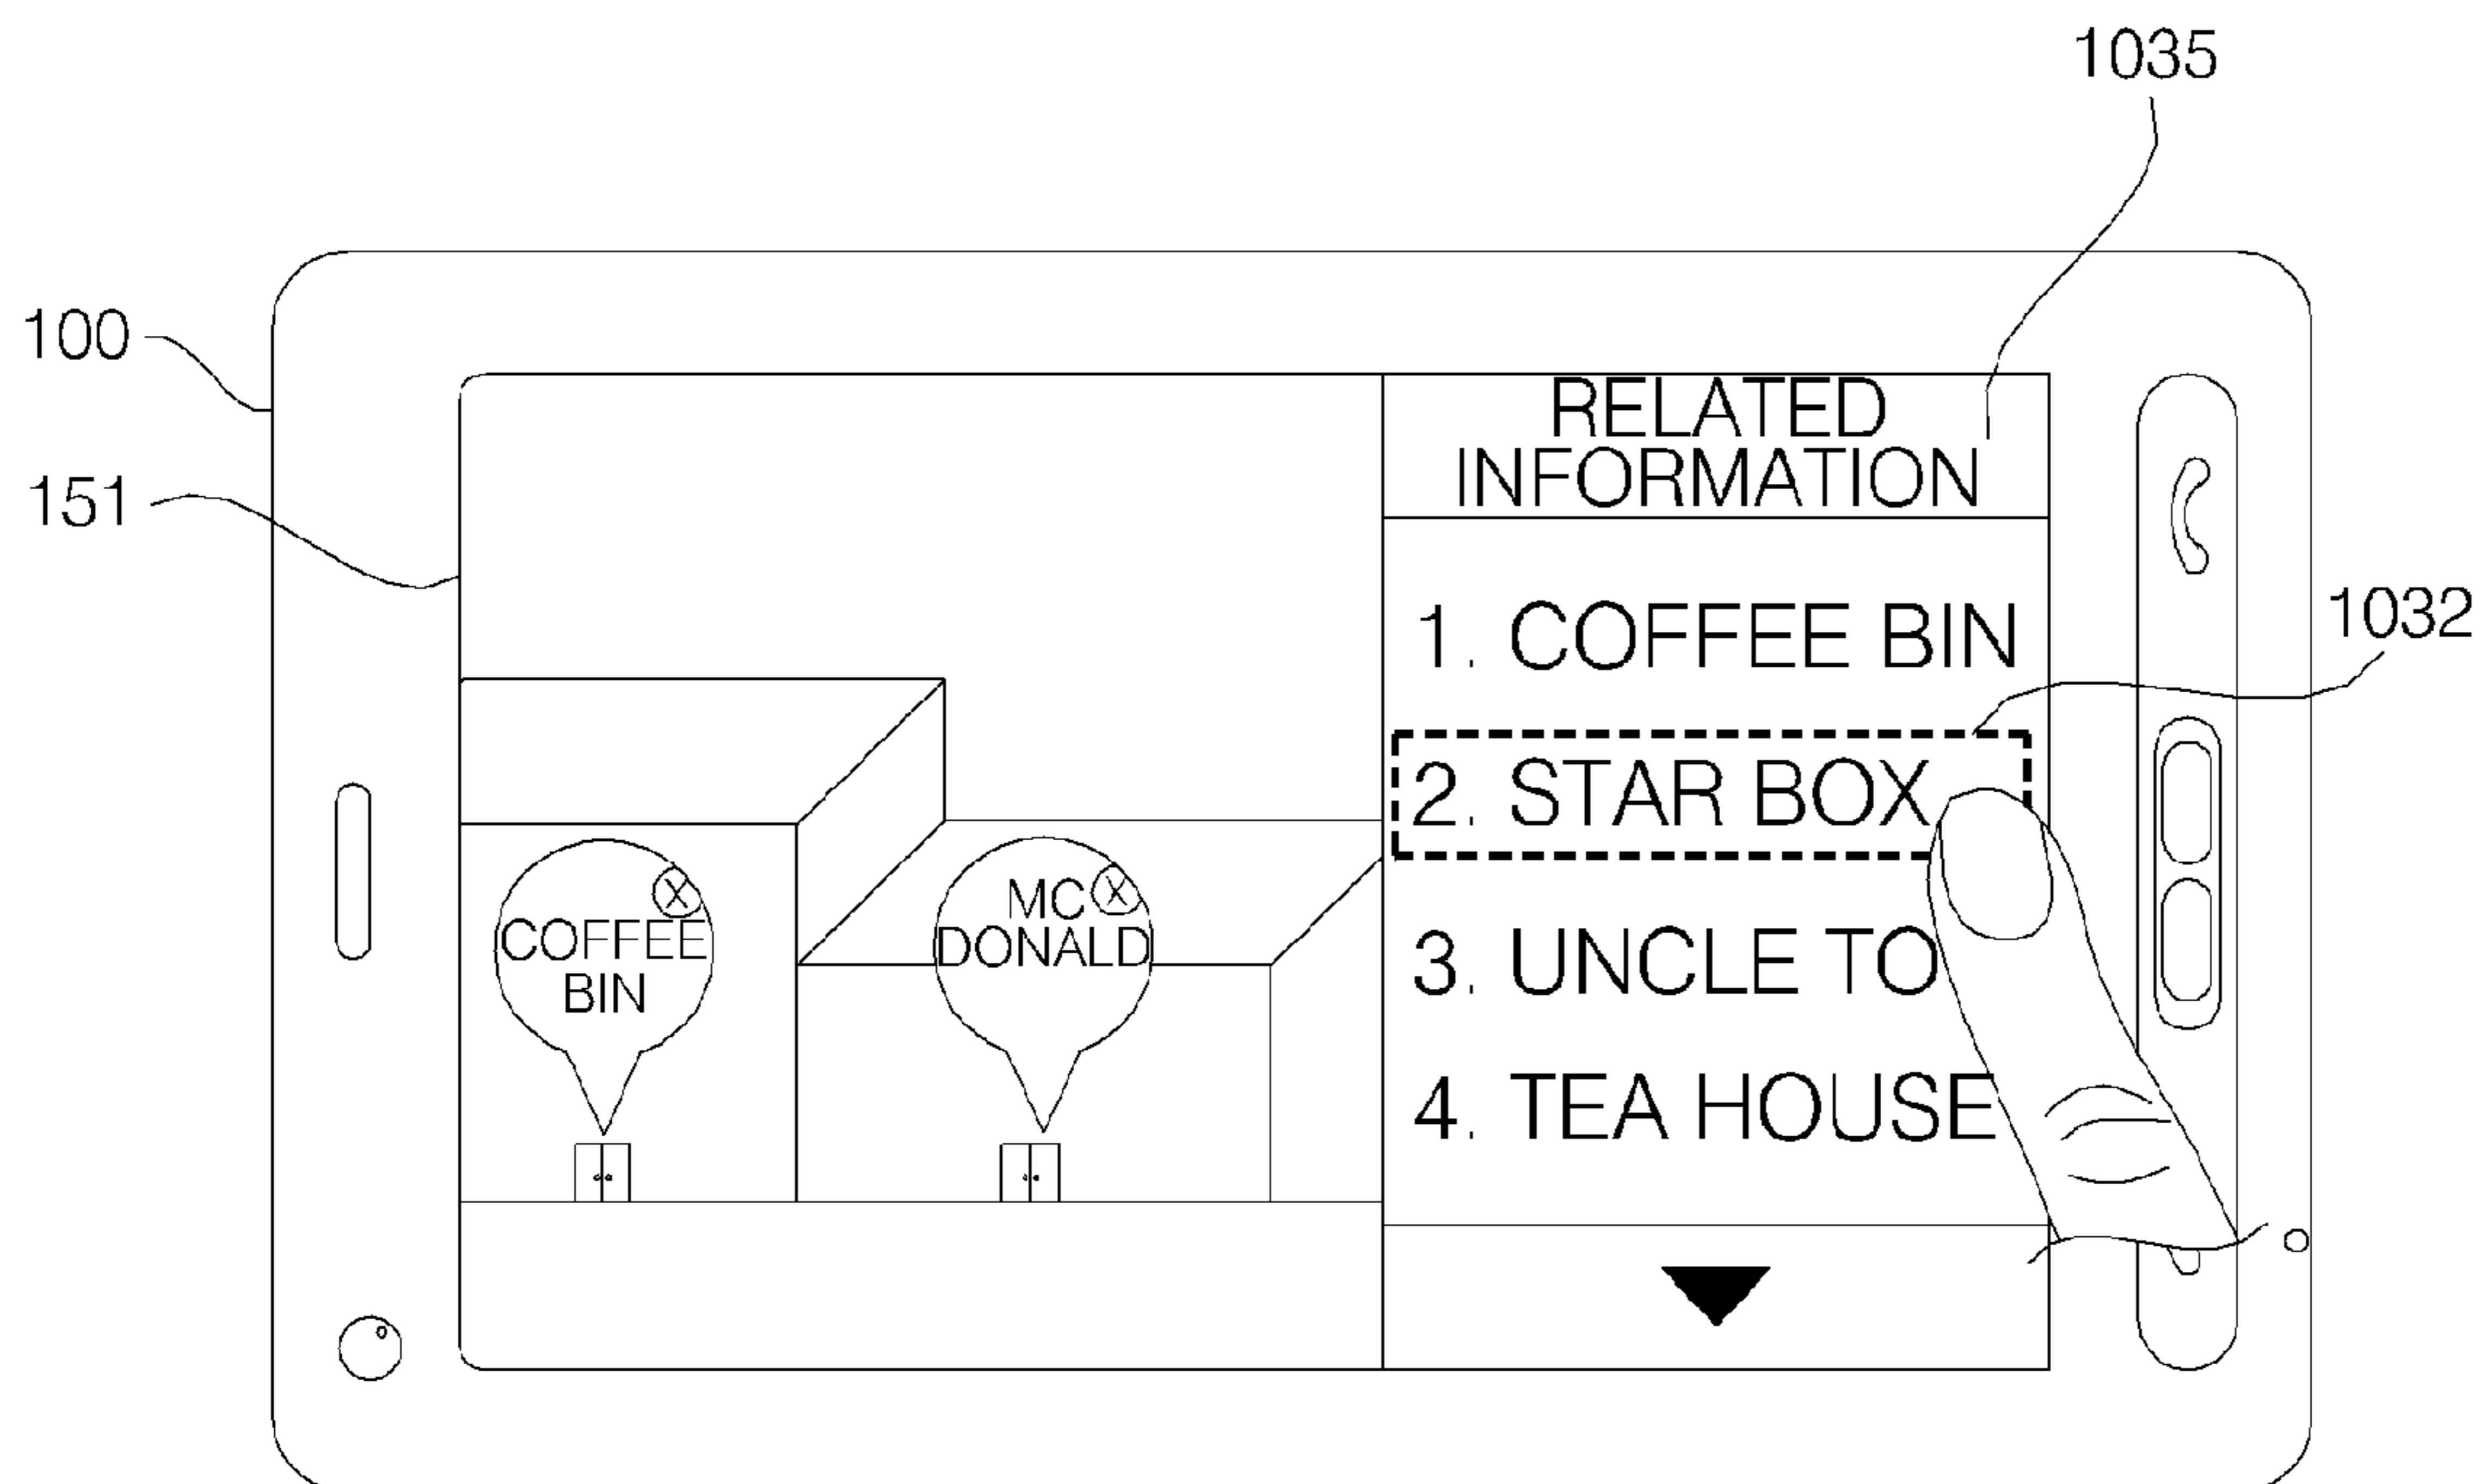 1035
100
151
RELATED
INFORMATION
1. COFFEE BIN
1032
2. STAR BOX
3. UNCLE TO
4. TEA HOUSE
X
COFFEE
BIN
MC X
DONALD